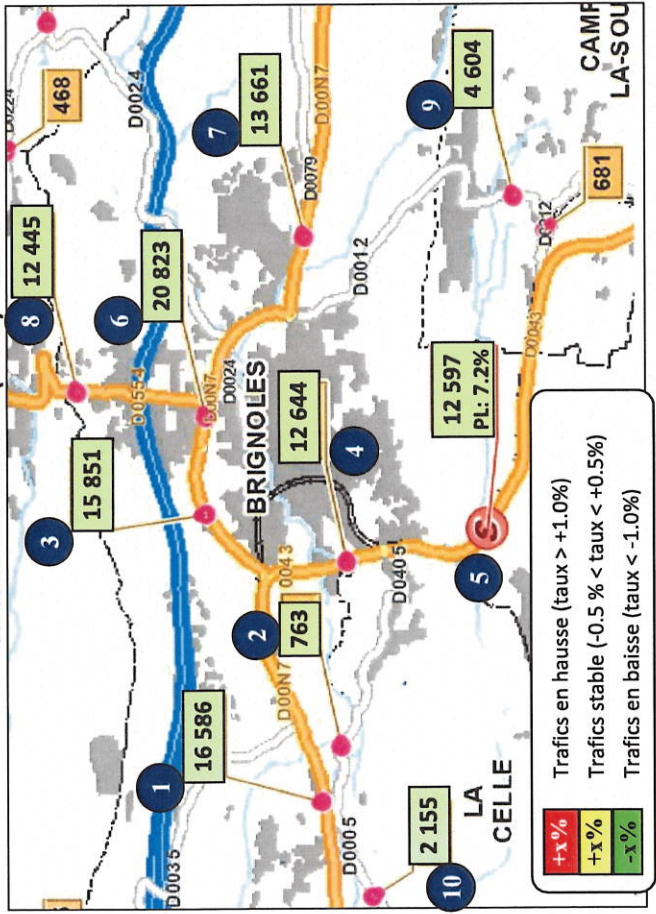 D0224
468
D0024
12 445
8
6
20 823
7
13 661
D0079
D00N7
D0554
D00N7
D0024
15 851
3
BRIGNOLES
12 644
4
D0012
9
4 604
CAMP
LA-SOU
681
D0012
D0043
12 597
PL: 7.2%
5
D0405
0043
2
763
D00N7
1
16 586
D0035
D0005
LA
CELLE
2 155
10
+x%
Trafics en hausse (taux > +1.0%)
+x%
Trafics stable (-0.5 % < taux < +0.5%)
-x%
Trafics en baisse (taux < -1.0%)